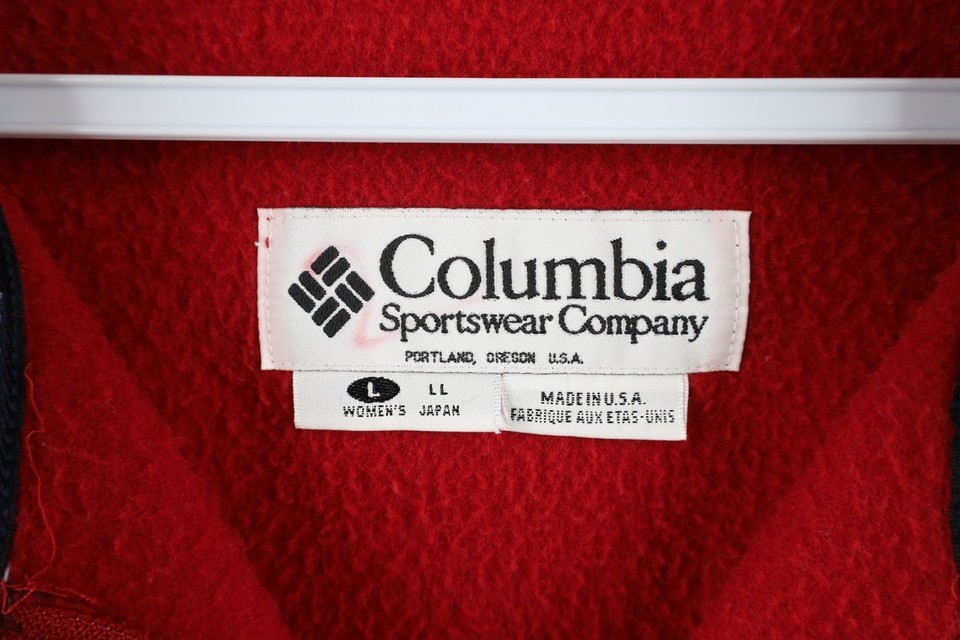 Columbia
Sportswear Company
PORTLAND, OREGON U.S.A.
L LL
WOMEN'S JAPAN
MADE IN U.S.A.
FABRIQUE AUX ETAS-UNIS